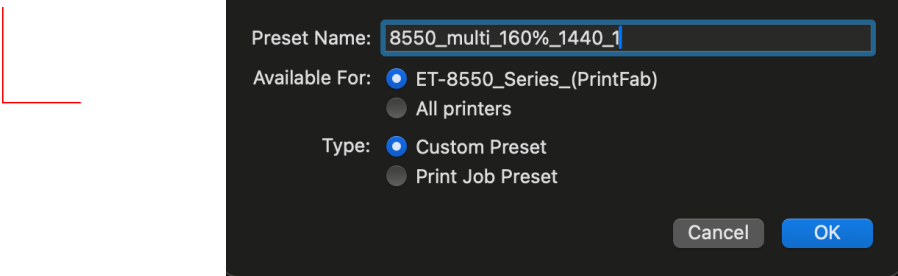 Preset Name: 8550_multi_160%_1440_1
Available For: ET-8550_Series_(PrintFab)
All printers
Type: Custom Preset
Print Job Preset
Cancel OK